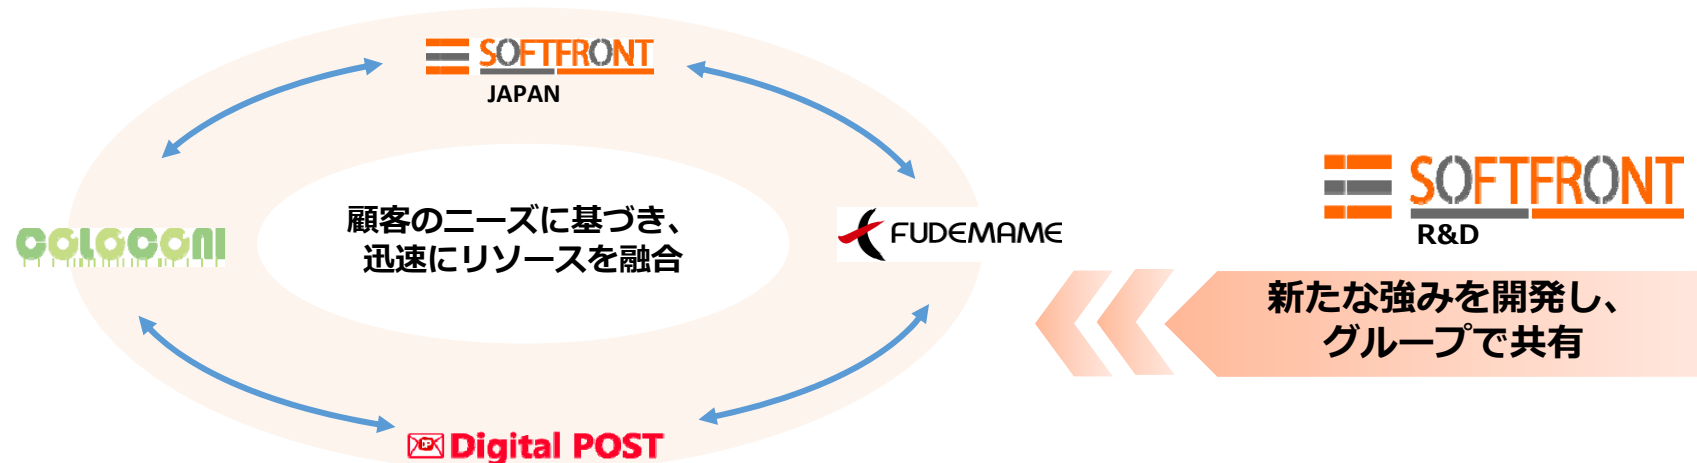 SOFTFRONT
JAPAN
顧客のニーズに基づき、
迅速にリソースを融合
COLOCONI
FUDEMAME
Digital POST
SOFTFRONT
R&D
新たな強みを開発し、
グループで共有